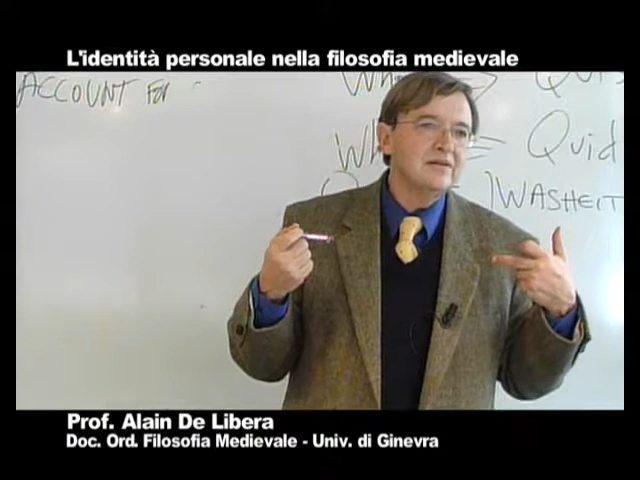 L'identità personale nella filosofia medievale
ACCOUNT FOR
Quid
WASHEIT
Prof. Alain De Libera
Doc. Ord. Filosofia Medievale - Univ. di Ginevra